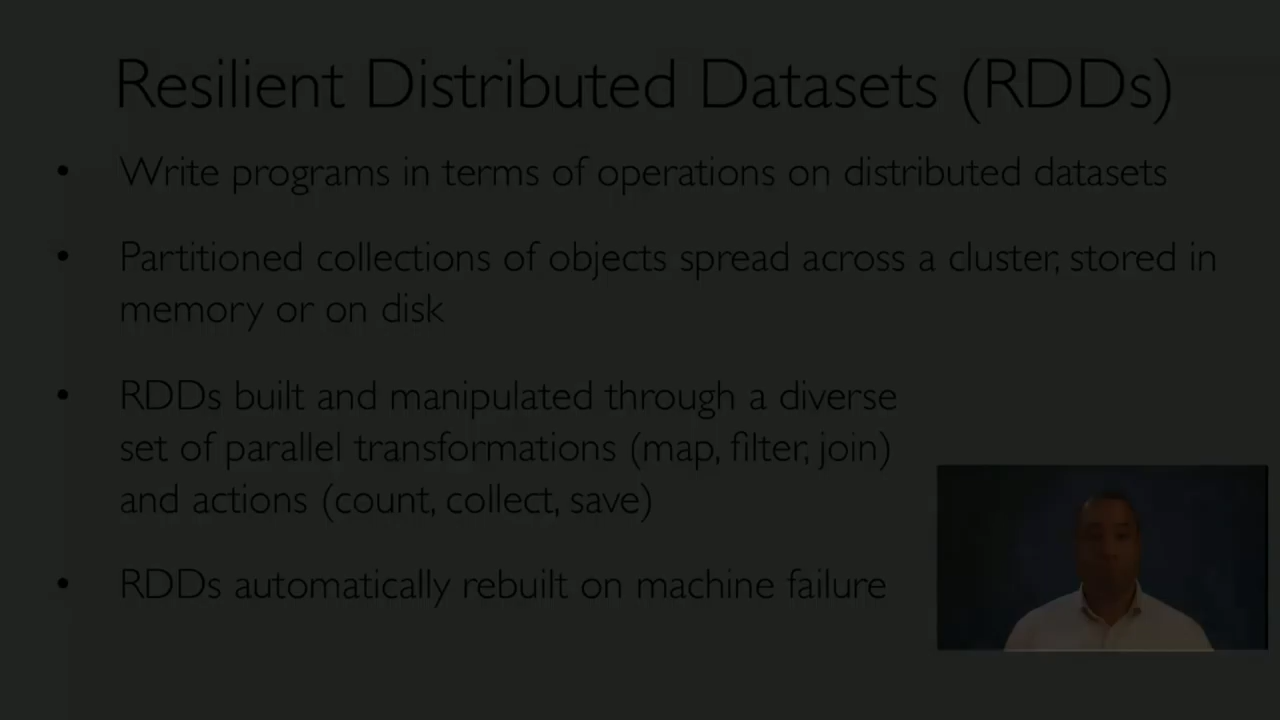 Resilient Distributed Datasets (RDDs)
• Write programs in terms of operations on distributed datasets
• Partitioned collections of objects spread across a cluster, stored in
memory or on disk
• RDDs built and manipulated through a diverse
set of parallel transformations (map, filter, join)
and actions (count, collect, save)
• RDDs automatically rebuilt on machine failure